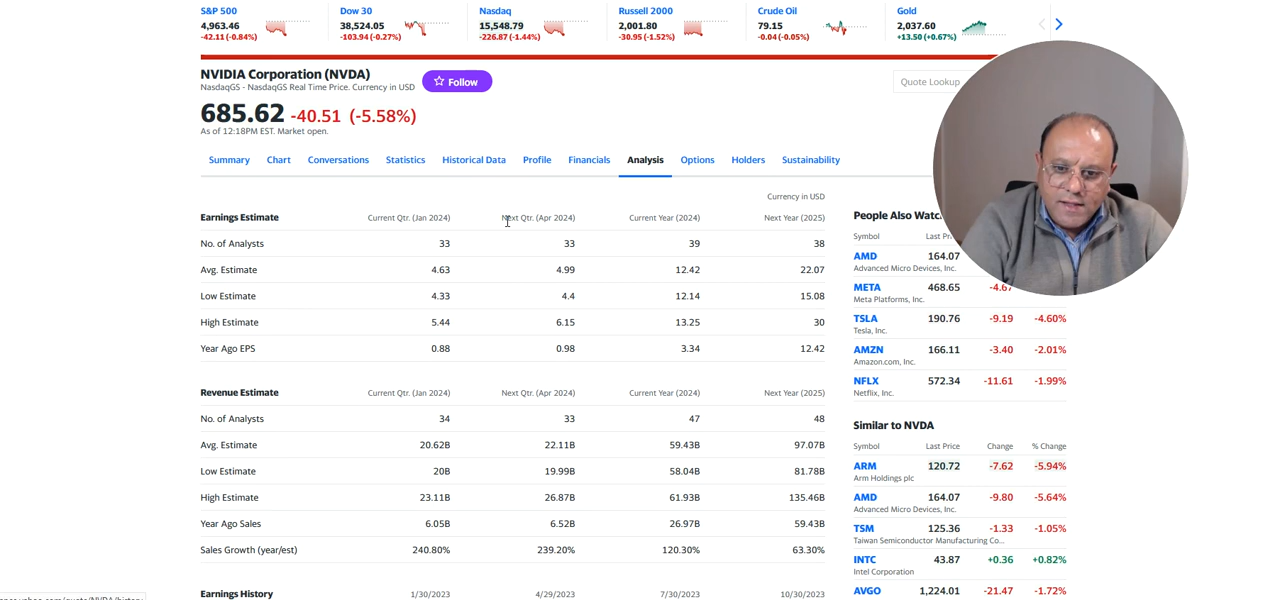 S&P 500 Dow 30 Nasdaq Russell 2000 Crude Oil Gold
4,963.46 38,524.05 15,548.79 2,001.80 79.15 2,037.60
-42.11 (-0.84%) -103.94 (-0.27%) -226.87 (-1.44%) -30.95 (-1.52%) -0.04 (-0.05%) +13.50 (+0.67%)
NVIDIA Corporation (NVDA)
NasdaqGS - NasdaqGS Real Time Price. Currency in USD
Follow
Quote Lookup
685.62 -40.51 (-5.58%)
As of 12:18PM EST. Market open.
Summary Chart Conversations Statistics Historical Data Profile Financials Analysis Options Holders Sustainability
Currency in USD
Earnings Estimate Current Qtr. (Jan 2024) Next Qtr. (Apr 2024) Current Year (2024) Next Year (2025)
No. of Analysts 33 33 39 38
Avg. Estimate 4.63 4.99 12.42 22.07
Low Estimate 4.33 4.4 12.14 15.08
High Estimate 5.44 6.15 13.25 30
Year Ago EPS 0.88 0.98 3.34 12.42
Revenue Estimate Current Qtr. (Jan 2024) Next Qtr. (Apr 2024) Current Year (2024) Next Year (2025)
No. of Analysts 34 33 47 48
Avg. Estimate 20.62B 22.11B 59.43B 97.07B
Low Estimate 20B 19.99B 58.04B 81.78B
High Estimate 23.11B 26.87B 61.93B 135.46B
Year Ago Sales 6.05B 6.52B 26.97B 59.43B
Sales Growth (year/est) 240.80% 239.20% 120.30% 63.30%
Earnings History 1/30/2023 4/29/2023 7/30/2023 10/30/2023
People Also
Symbol Last
AMD 164.07
Advanced Micro Devices, Inc.
META 468.65
Meta Platforms, Inc.
TSLA 190.76 -9.19 -4.60%
Tesla, Inc.
AMZN 166.11 -3.40 -2.01%
Amazon.com, Inc.
NFLX 572.34 -11.61 -1.99%
Netflix, Inc.
Similar to NVDA
Symbol Last Price Change % Change
ARM 120.72 -7.62 -5.94%
Arm Holdings plc
AMD 164.07 -9.80 -5.64%
Advanced Micro Devices, Inc.
TSM 125.36 -1.33 -1.05%
Taiwan Semiconductor Manufacturing Co...
INTC 43.87 +0.36 +0.82%
Intel Corporation
AVGO 1,224.01 -21.47 -1.72%